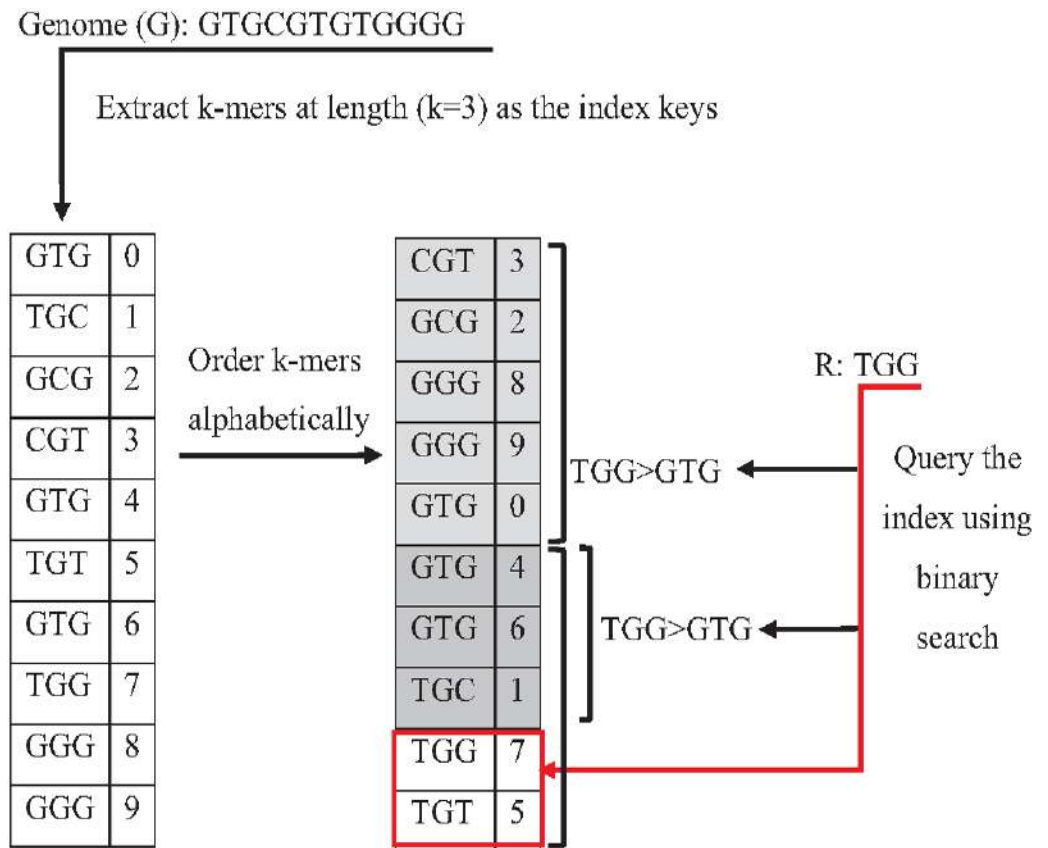 Genome (G): GTGCGTGTGGGG
Extract k-mers at length (k=3) as the index keys
GTG 0
TGC 1
GCG 2
CGT 3
GTG 4
TGT 5
GTG 6
TGG 7
GGG 8
GGG 9
Order k-mers
alphabetically
CGT 3
GCG 2
GGG 8
GGG 9
GTG 0
GTG 4
GTG 6
TGC 1
TGG 7
TGT 5
TGG>GTG
TGG>GTG
R: TGG
Query the
index using
binary
search